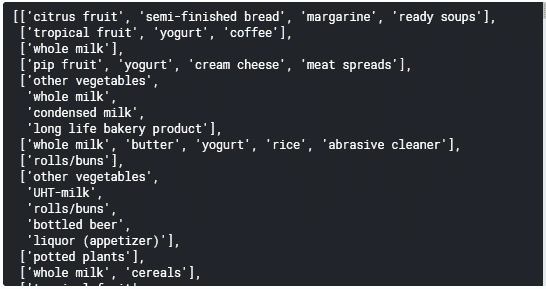 [['citrus fruit', 'semi-finished bread', 'margarine', 'ready soups'],
['tropical fruit', 'yogurt', 'coffee'],
['whole milk'],
['pip fruit', 'yogurt', 'cream cheese', 'meat spreads'],
['other vegetables',
'whole milk',
'condensed milk',
'long life bakery product'],
['whole milk', 'butter', 'yogurt', 'rice', 'abrasive cleaner'],
['rolls/buns'],
['other vegetables',
'UHT-milk',
'rolls/buns',
'bottled beer',
'liquor (appetizer)'],
['potted plants'],
['whole milk', 'cereals'],